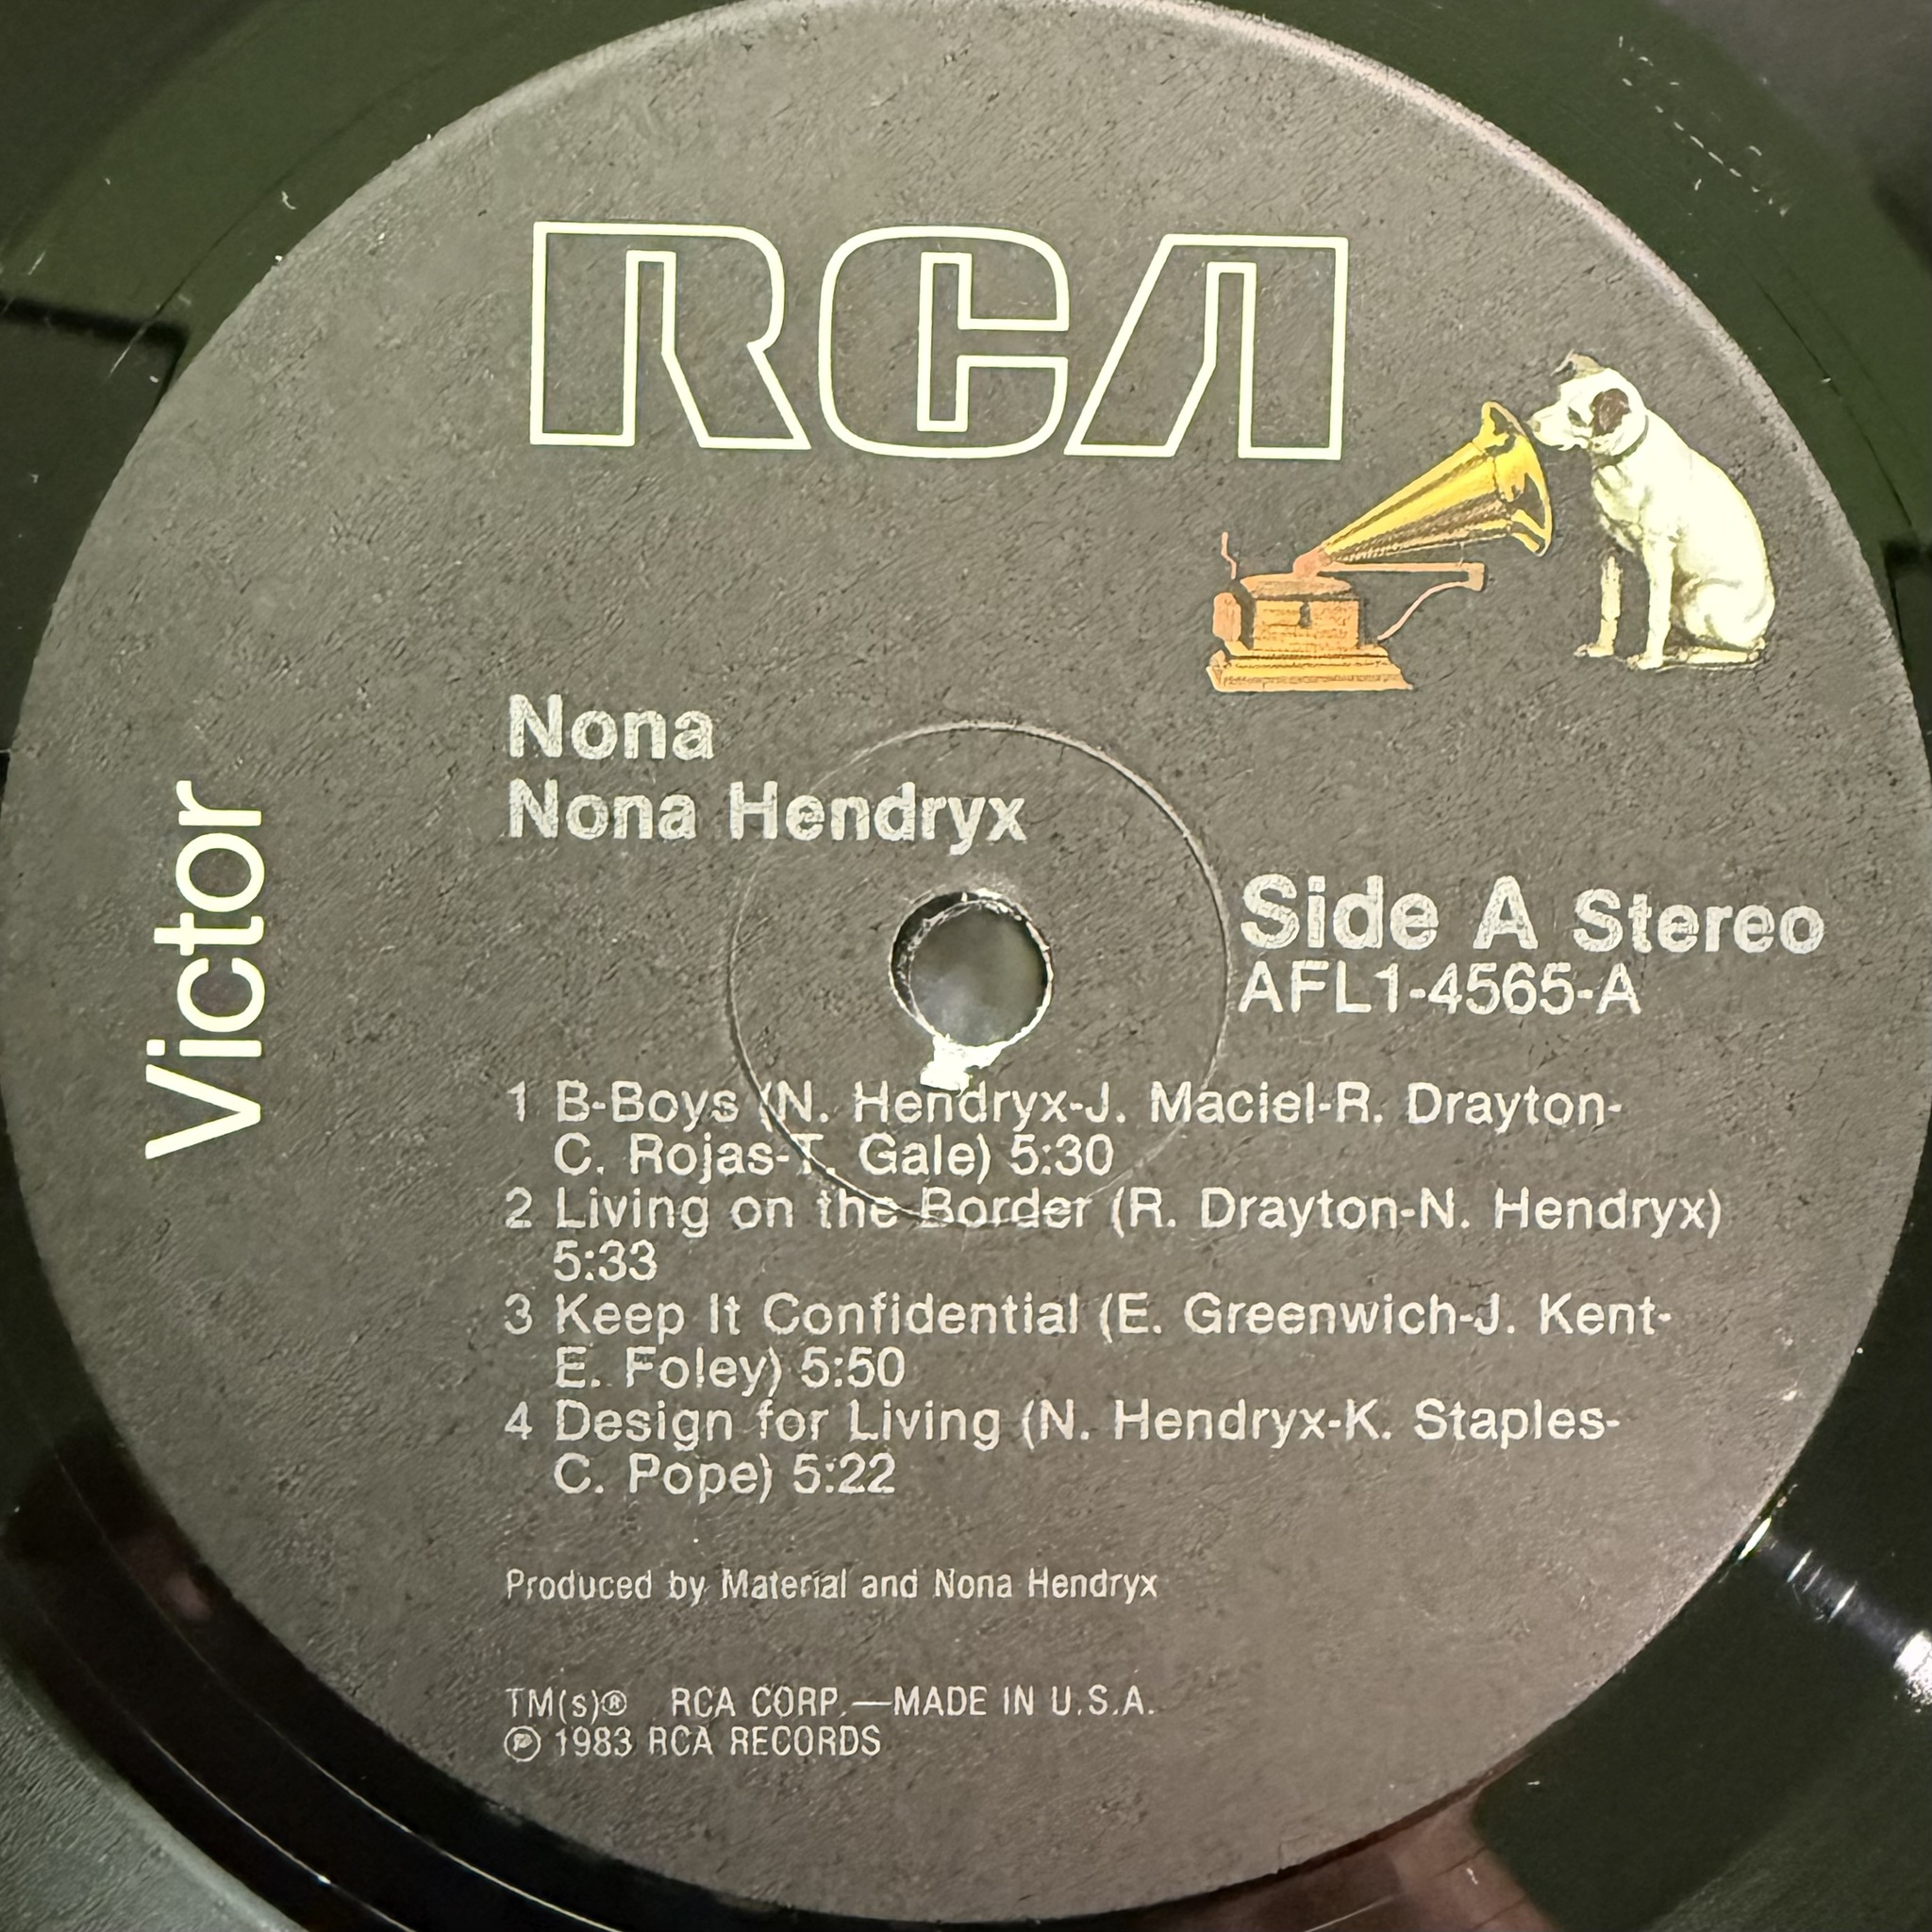 RCA
Victor
Nona
Nona Hendryx
Side A Stereo
AFL1-4565-A
1 B-Boys (N. Hendryx-J. Maciel-R. Drayton-
C. Rojas-T. Gale) 5:30
2 Living on the Border (R. Drayton-N. Hendryx)
5:33
3 Keep It Confidential (E. Greenwich-J. Kent-
E. Foley) 5:50
4 Design for Living (N. Hendryx-K. Staples-
C. Pope) 5:22
Produced by Material and Nona Hendryx
TM(s)® RCA CORP.—MADE IN U.S.A.
℗ 1983 RCA RECORDS